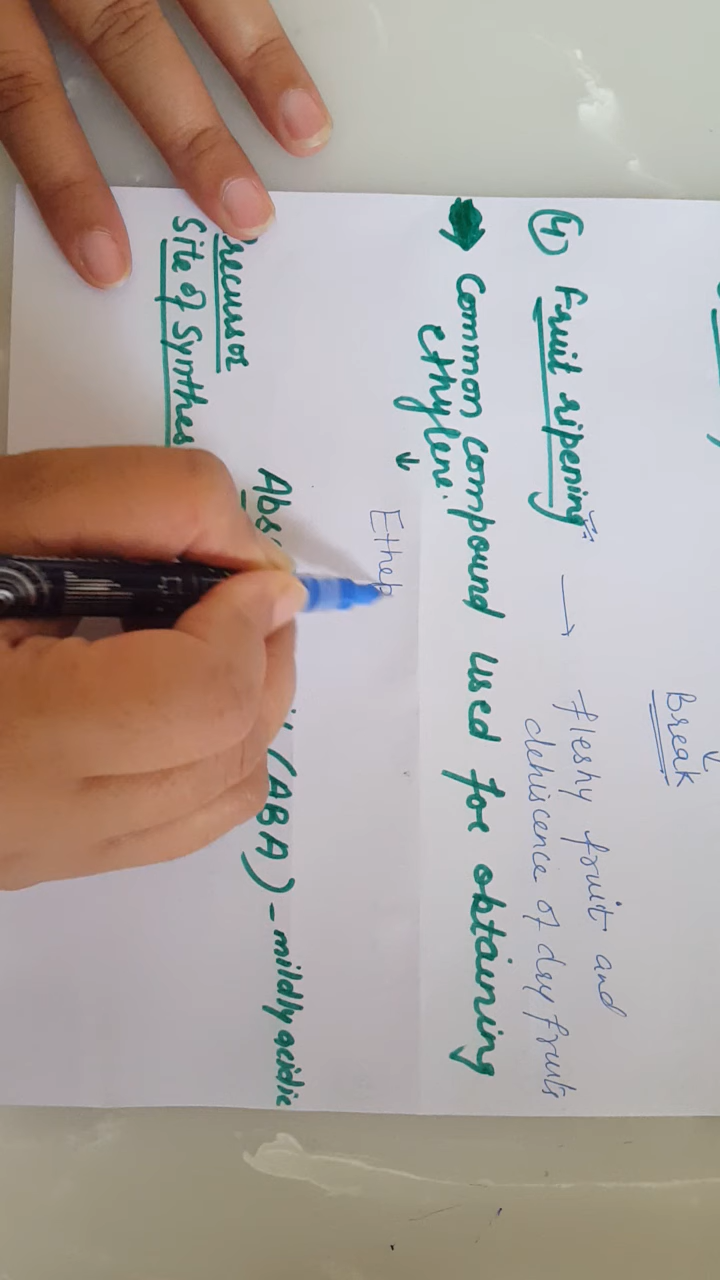 Break
(4) Fruit ripening → fleshy fruit and
dehiscence of dry fruits
Common compound used for obtaining
ethylene.
↓
Ethep
(ABA) - mildly acidic
Site of